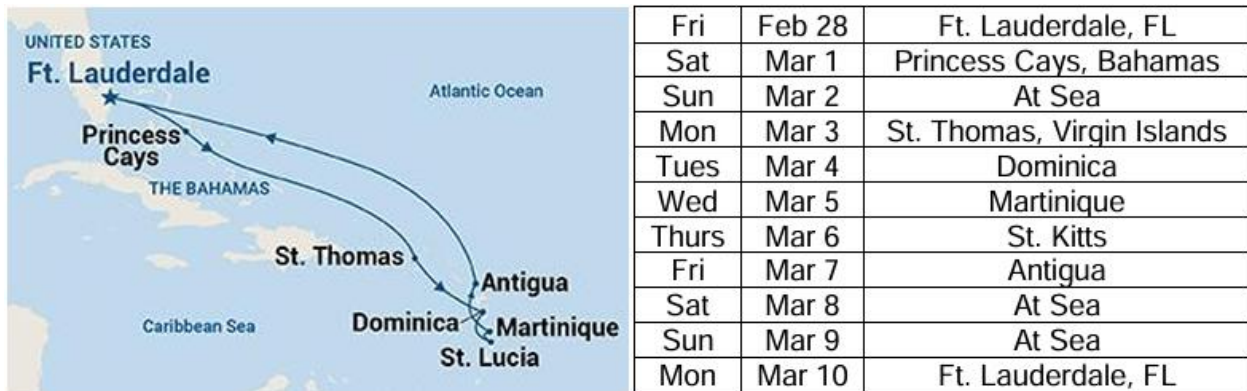 UNITED STATES
Ft. Lauderdale
Atlantic Ocean
Princess
Cays
THE BAHAMAS
St. Thomas
Antigua
Caribbean Sea
Dominica
Martinique
St. Lucia
Fri Feb 28 Ft. Lauderdale, FL
Sat Mar 1 Princess Cays, Bahamas
Sun Mar 2 At Sea
Mon Mar 3 St. Thomas, Virgin Islands
Tues Mar 4 Dominica
Wed Mar 5 Martinique
Thurs Mar 6 St. Kitts
Fri Mar 7 Antigua
Sat Mar 8 At Sea
Sun Mar 9 At Sea
Mon Mar 10 Ft. Lauderdale, FL